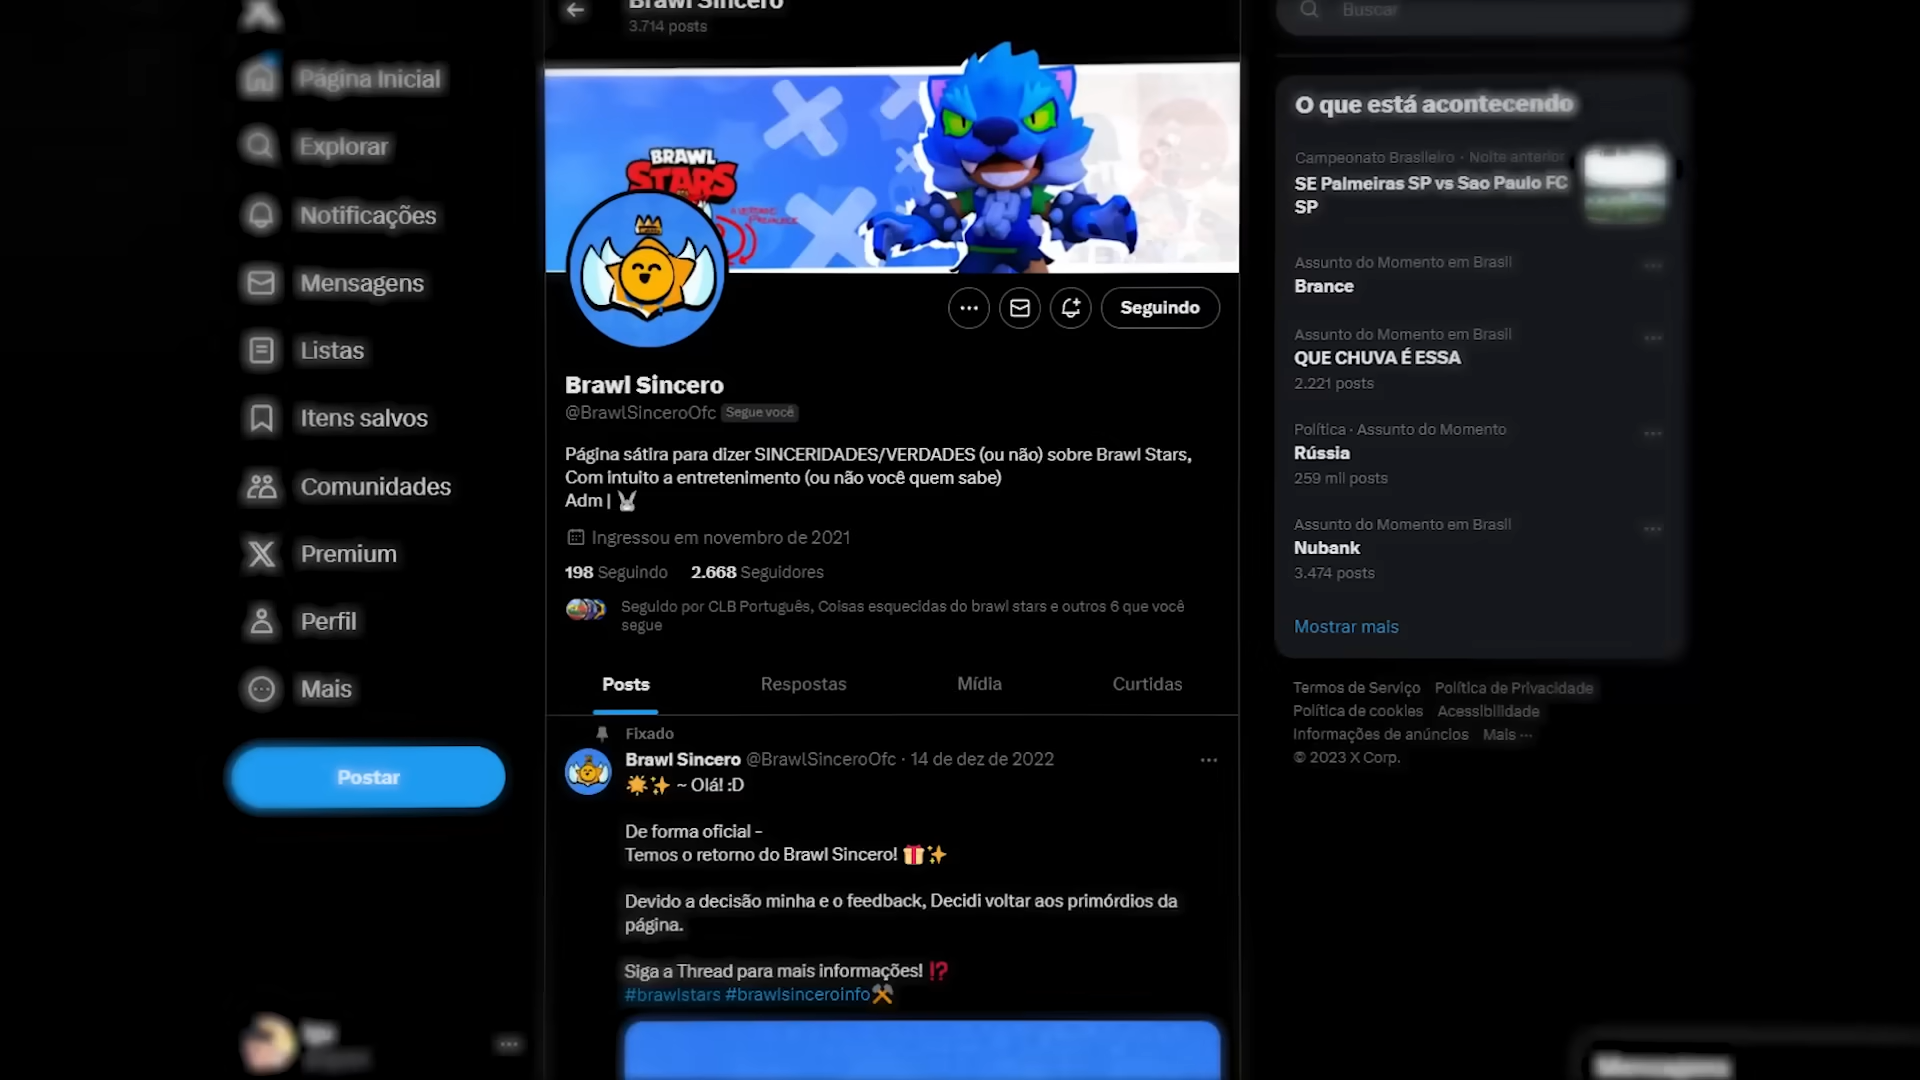 Página Inicial
Explorar
Notificações
Mensagens
Listas
Itens salvos
Comunidades
Premium
Perfil
Mais
Postar
Brawl Sincero
3.714 posts
BRAWL
STARS
Seguindo
Brawl Sincero
@BrawlSinceroOfc Segue você
Página sátira para dizer SINCERIDADES/VERDADES (ou não) sobre Brawl Stars,
Com intuito a entretenimento (ou não você quem sabe)
Adm | 🐰
Ingressou em novembro de 2021
198 Seguindo 2.668 Seguidores
Seguido por CLB Português, Coisas esquecidas do brawl stars e outros 6 que você
segue
Posts Respostas Mídia Curtidas
Fixado
Brawl Sincero @BrawlSinceroOfc · 14 de dez de 2022
🌟✨ ~ Olá! :D
De forma oficial -
Temos o retorno do Brawl Sincero! 🎁✨
Devido a decisão minha e o feedback, Decidi voltar aos primórdios da
página.
Siga a Thread para mais informações! ⁉️
#brawlstars #brawlsinceroinfo⚒️
Buscar
O que está acontecendo
Campeonato Brasileiro · Noite anterior
SE Palmeiras SP vs Sao Paulo FC
SP
Assunto do Momento em Brasil
Brance
Assunto do Momento em Brasil
QUE CHUVA É ESSA
2.221 posts
Política · Assunto do Momento
Rússia
259 mil posts
Assunto do Momento em Brasil
Nubank
3.474 posts
Mostrar mais
Termos de Serviço Política de Privacidade
Política de cookies Acessibilidade
Informações de anúncios Mais ···
© 2023 X Corp.
Mensagens